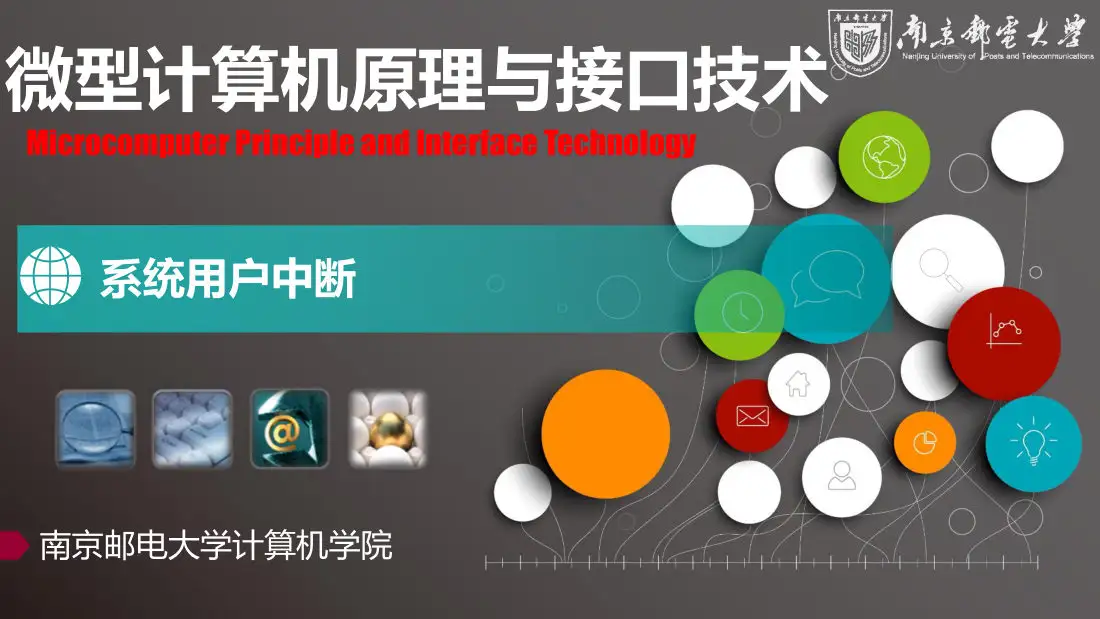 微型计算机原理与接口技术
南京邮电大学
Nanjing University of Posts and Telecommunications
Microcomputer Principle and Interface Technology
系统用户中断
@
南京邮电大学计算机学院